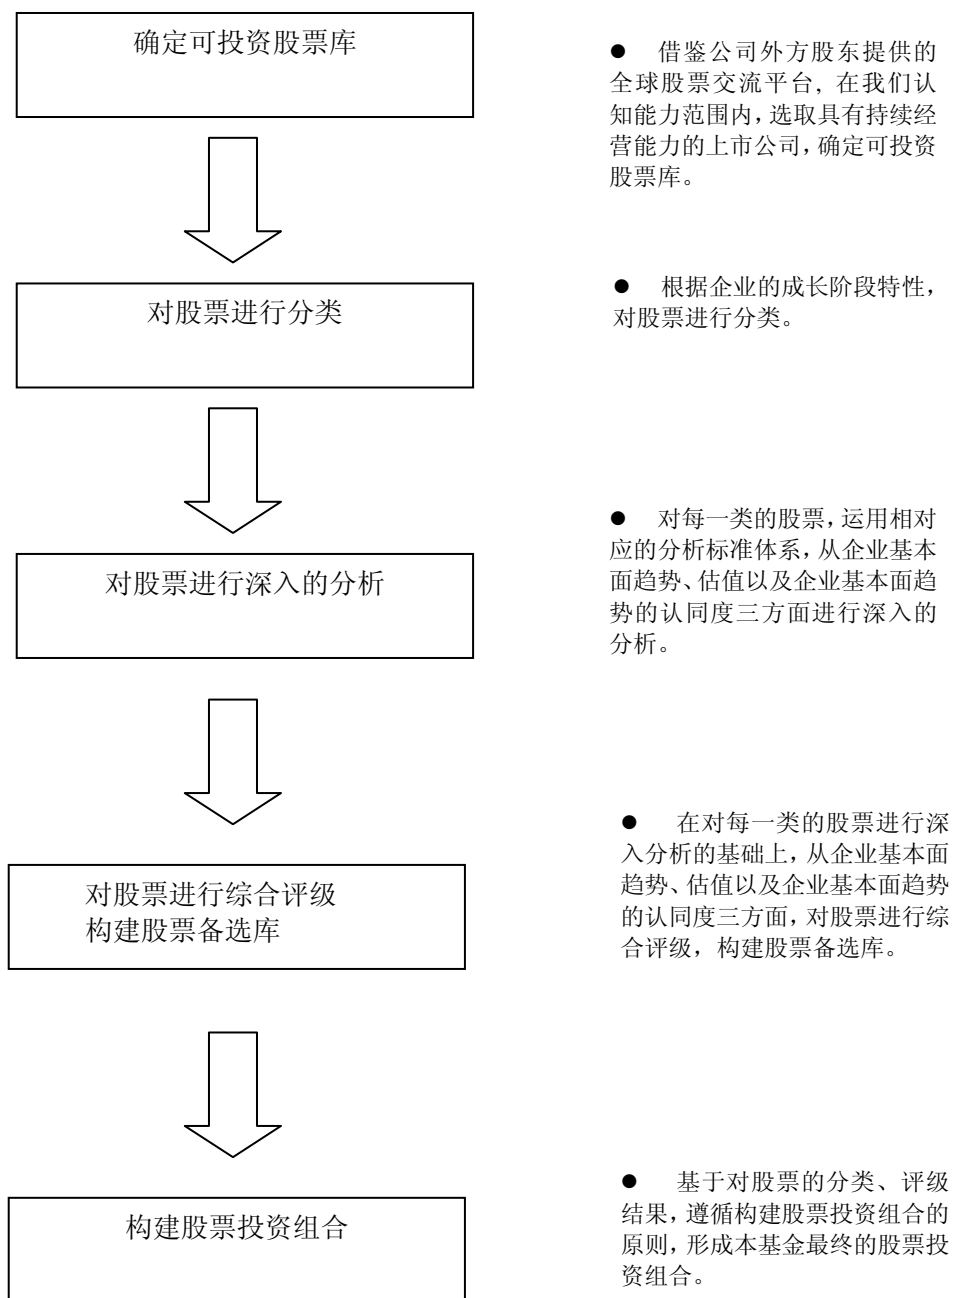 确定可投资股票库
● 借鉴公司外方股东提供的
全球股票交流平台, 在我们认
知能力范围内，选取具有持续经
营能力的上市公司，确定可投资
股票库。
对股票进行分类
● 根据企业的成长阶段特性，
对股票进行分类。
对股票进行深入的分析
● 对每一类的股票，运用相对
应的分析标准体系，从企业基本
面趋势、估值以及企业基本面趋
势的认同度三方面进行深入的
分析。
对股票进行综合评级
构建股票备选库
● 在对每一类的股票进行深
入分析的基础上，从企业基本面
趋势、估值以及企业基本面趋势
的认同度三方面，对股票进行综
合评级，构建股票备选库。
构建股票投资组合
● 基于对股票的分类、评级
结果，遵循构建股票投资组合的
原则，形成本基金最终的股票投
资组合。